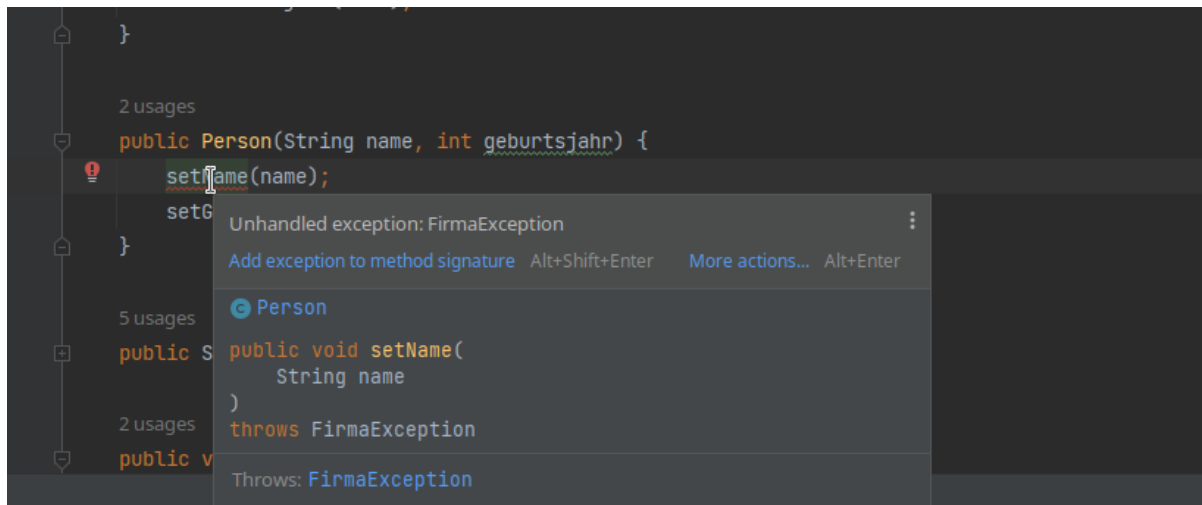 }
2 usages
public Person(String name, int geburtsjahr) {
setName(name);
setG
Unhandled exception: FirmaException
Add exception to method signature Alt+Shift+Enter More actions... Alt+Enter
}
C Person
5 usages
public S
public void setName(
String name
)
throws FirmaException
2 usages
public v
Throws: FirmaException